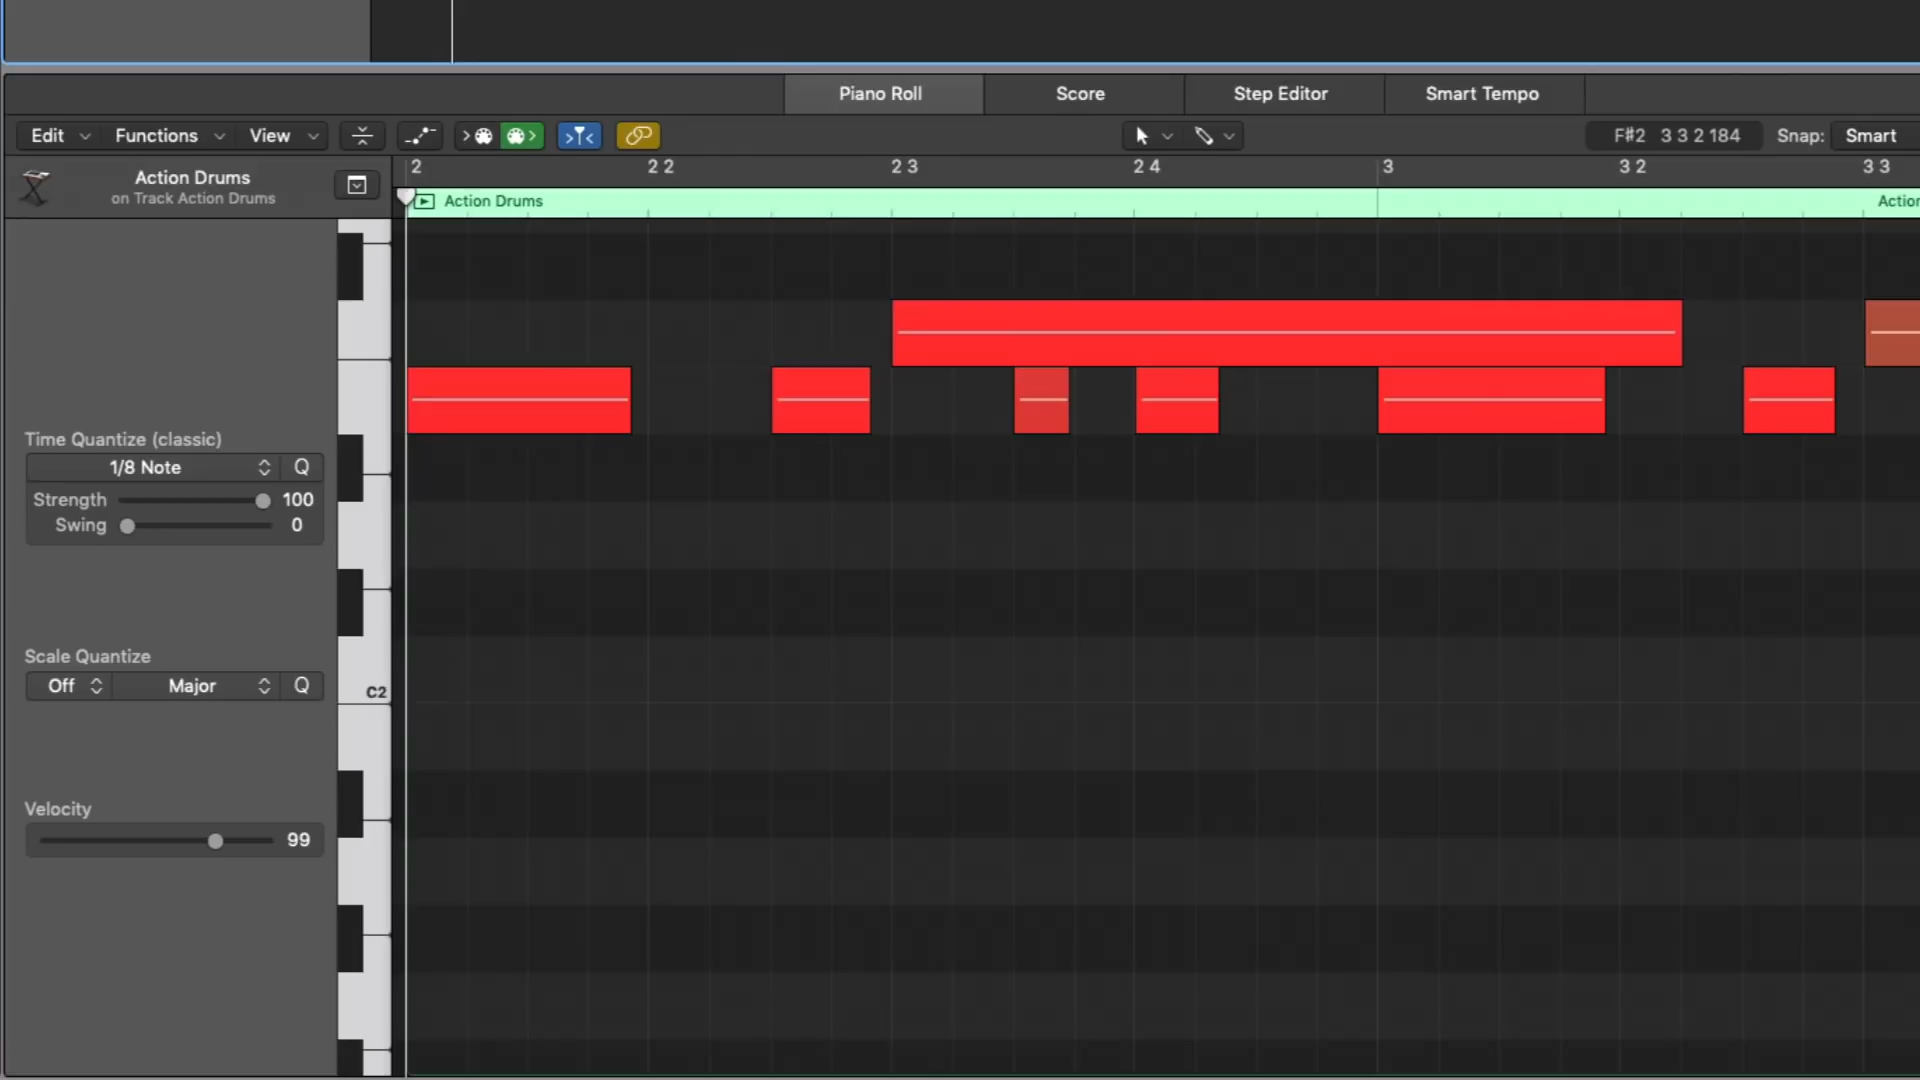 Piano Roll Score Step Editor Smart Tempo
Edit Functions View F#2 3 3 2 184 Snap: Smart
2 2 2 2 3 2 4 3 3 2 3 3
Action Drums
on Track Action Drums
Action Drums
Time Quantize (classic)
1/8 Note Q
Strength 100
Swing 0
Scale Quantize
Off Major Q
C2
Velocity
99